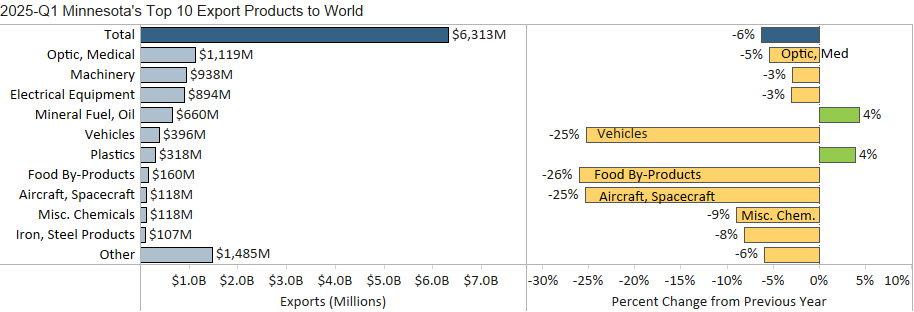 2025-Q1 Minnesota's Top 10 Export Products to World
Total $6,313M -6%
Optic, Medical $1,119M -5% Optic, Med
Machinery $938M -3%
Electrical Equipment $894M -3%
Mineral Fuel, Oil $660M 4%
Vehicles $396M -25% Vehicles
Plastics $318M 4%
Food By-Products $160M -26% Food By-Products
Aircraft, Spacecraft $118M -25% Aircraft, Spacecraft
Misc. Chemicals $118M -9% Misc. Chem.
Iron, Steel Products $107M -8%
Other $1,485M -6%
$1.0B $2.0B $3.0B $4.0B $5.0B $6.0B $7.0B -30% -25% -20% -15% -10% -5% 0% 5% 10%
Exports (Millions) Percent Change from Previous Year